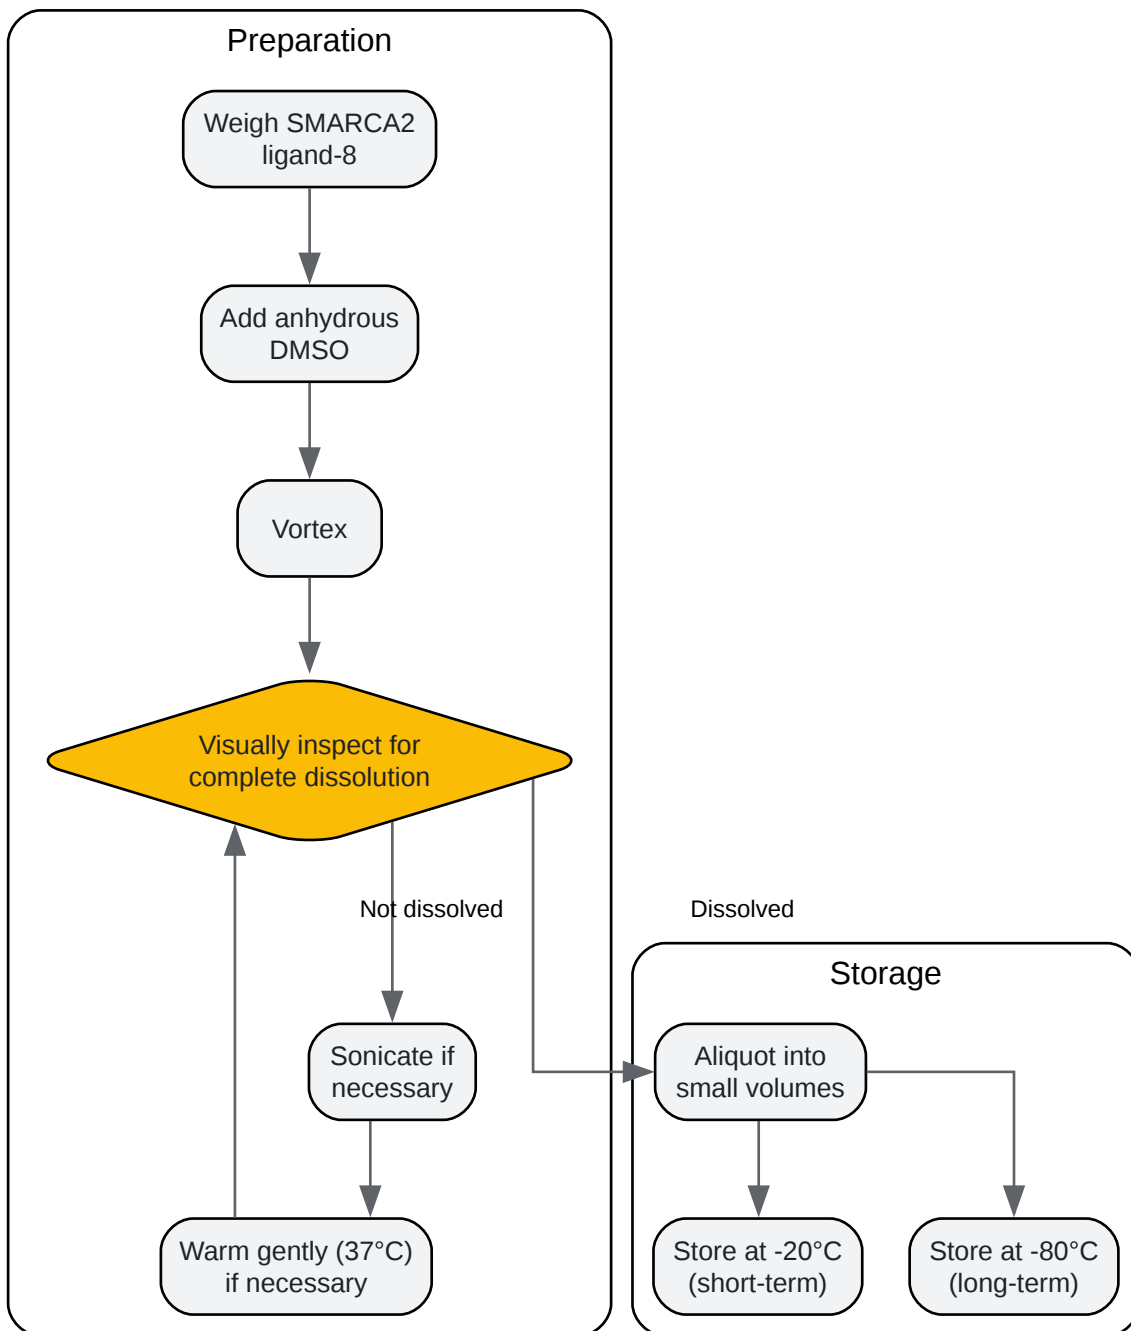 Preparation
Weigh SMARCA2
ligand-8
Add anhydrous
DMSO
Vortex
Visually inspect for
complete dissolution
Not dissolved
Dissolved
Storage
Sonicate if
necessary
Aliquot into
small volumes
Warm gently (37°C)
if necessary
Store at -20°C
(short-term)
Store at -80°C
(long-term)